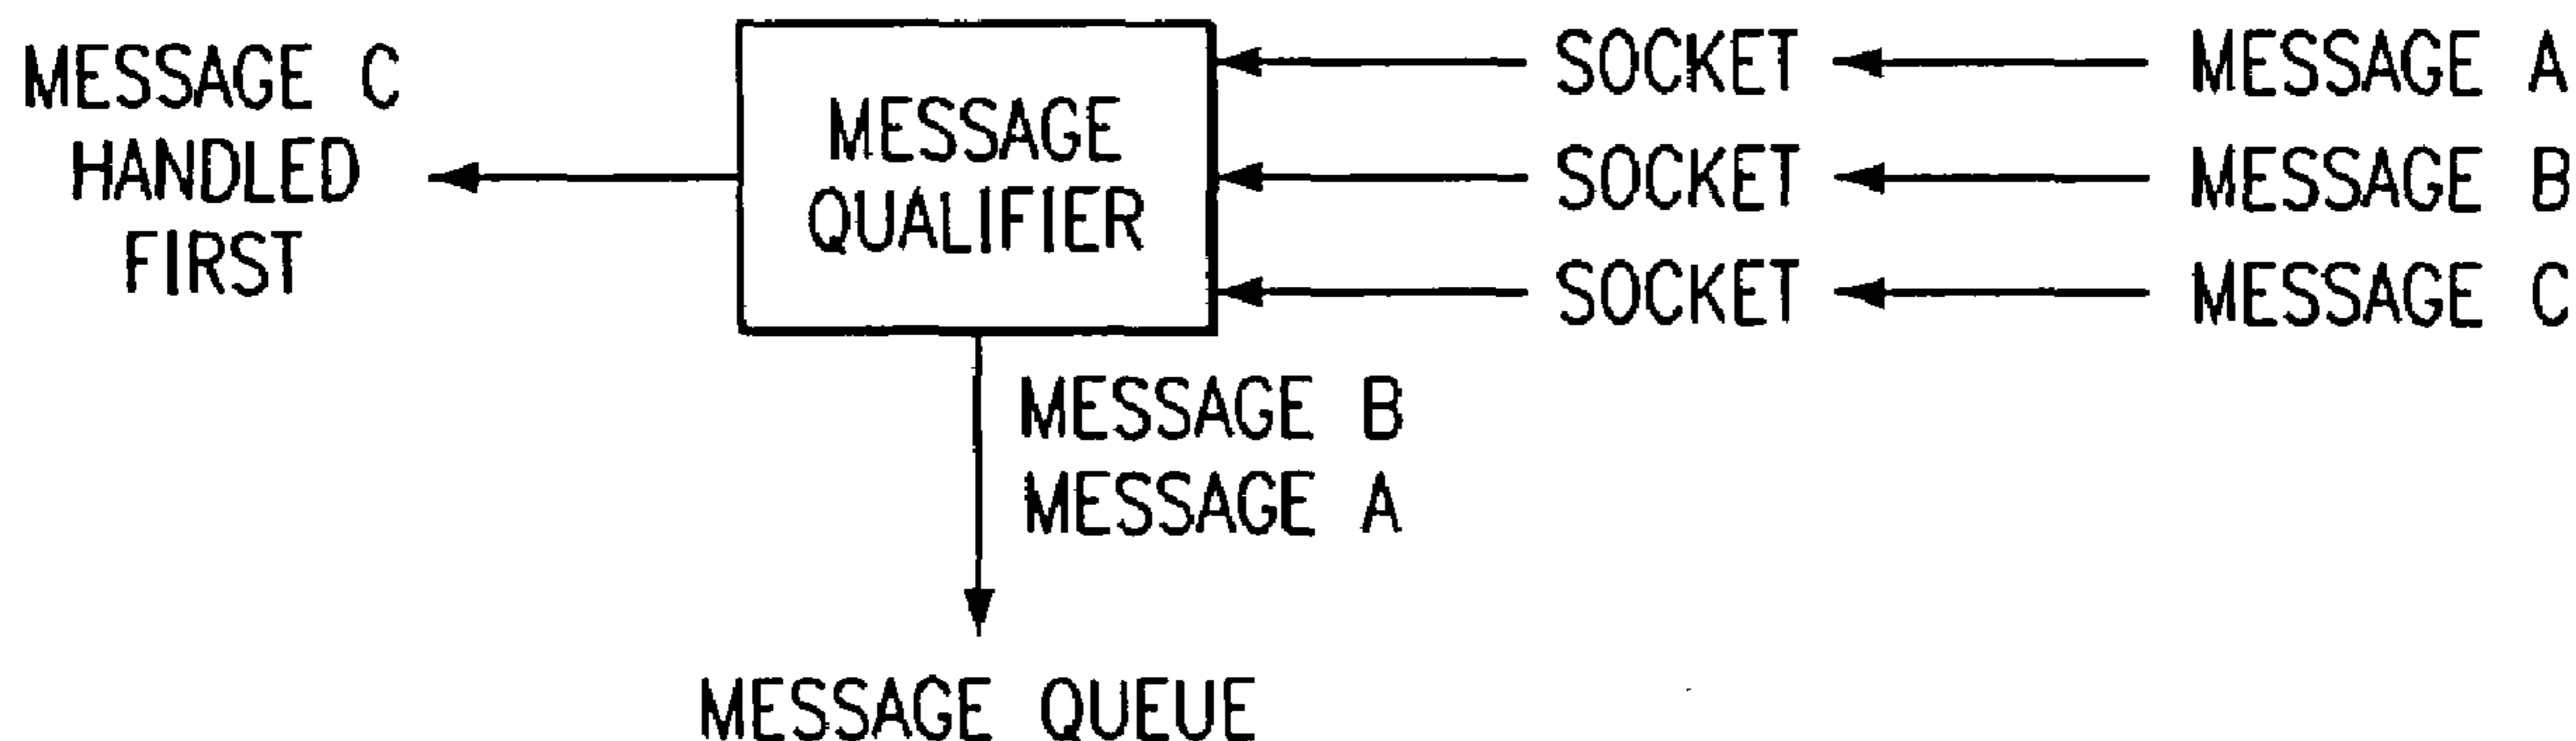 MESSAGE C
HANDLED
FIRST
MESSAGE
QUALIFIER
SOCKET
MESSAGE A
SOCKET
MESSAGE B
SOCKET
MESSAGE C
MESSAGE B
MESSAGE A
MESSAGE QUEUE